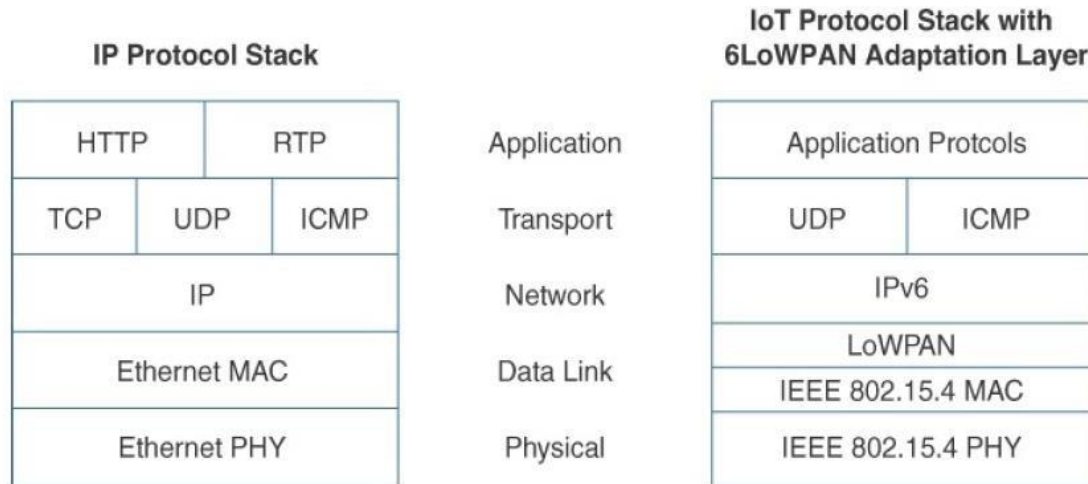 IP Protocol Stack
IoT Protocol Stack with
6LoWPAN Adaptation Layer
HTTP RTP Application Application Protcols
TCP UDP ICMP Transport UDP ICMP
IP Network IPv6
Ethernet MAC Data Link LoWPAN
IEEE 802.15.4 MAC
Ethernet PHY Physical IEEE 802.15.4 PHY